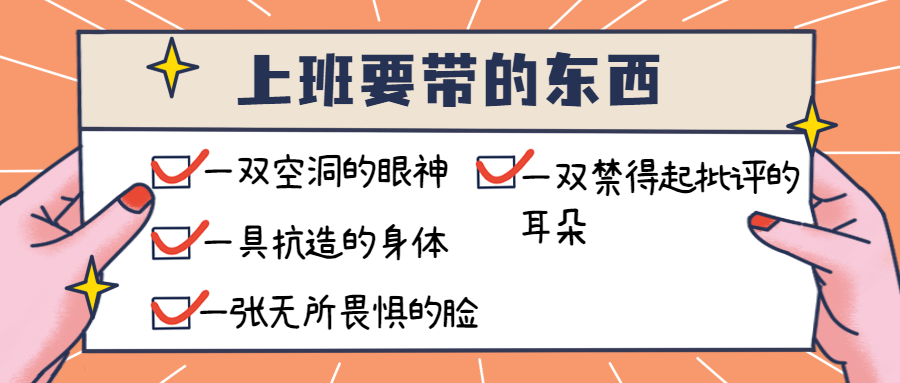 上班要带的东西
一双空洞的眼神
一具抗造的身体
一张无所畏惧的脸
一双禁得起批评的
耳朵